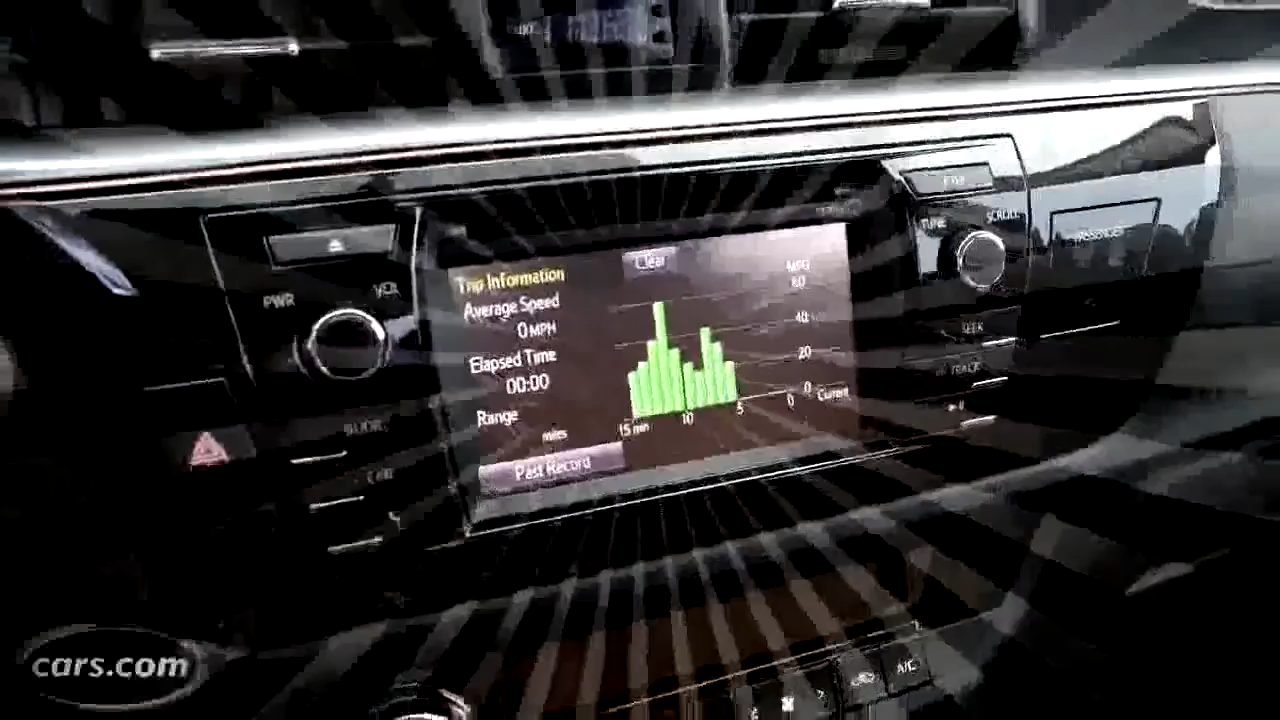 PWR
VOL
Trip Information
Clear
Average Speed
0 MPH
Elapsed Time
00:00
Range
miles
Past Record
MPG
60
40
20
0
15 min
10
5
0
Current
TUNE
SCROLL
PASSENGER
SEEK
TRACK
A/C
cars.com